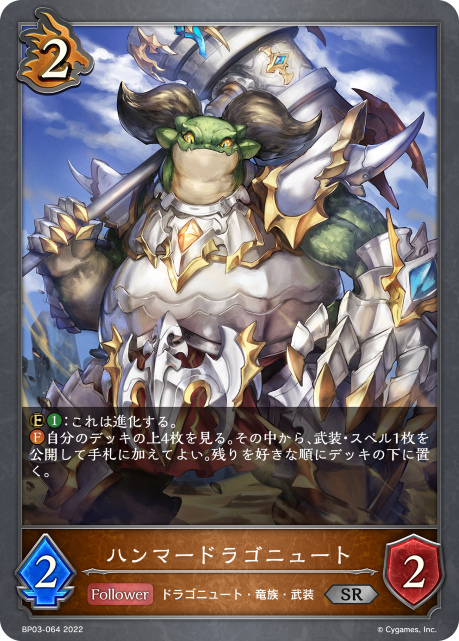 2
E 1:これは進化する。
F 自分のデッキの上4枚を見る。その中から、武装・スペル1枚を
公開して手札に加えてよい。残りを好きな順にデッキの下に置
く。
ハンマードラゴニュート
2
Follower ドラゴニュート・竜族・武装 SR
2
BP03-064 2022
© Cygames, Inc.